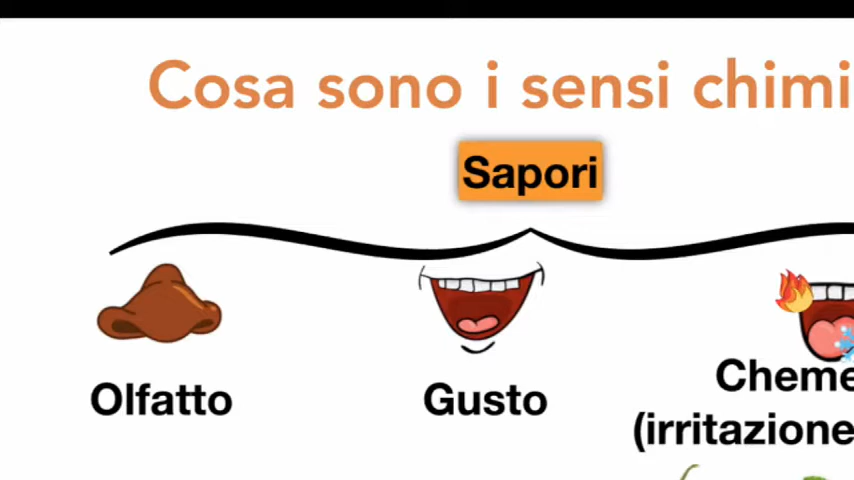 Cosa sono i sensi chimi
Sapori
Olfatto
Gusto
Cheme
(irritazione